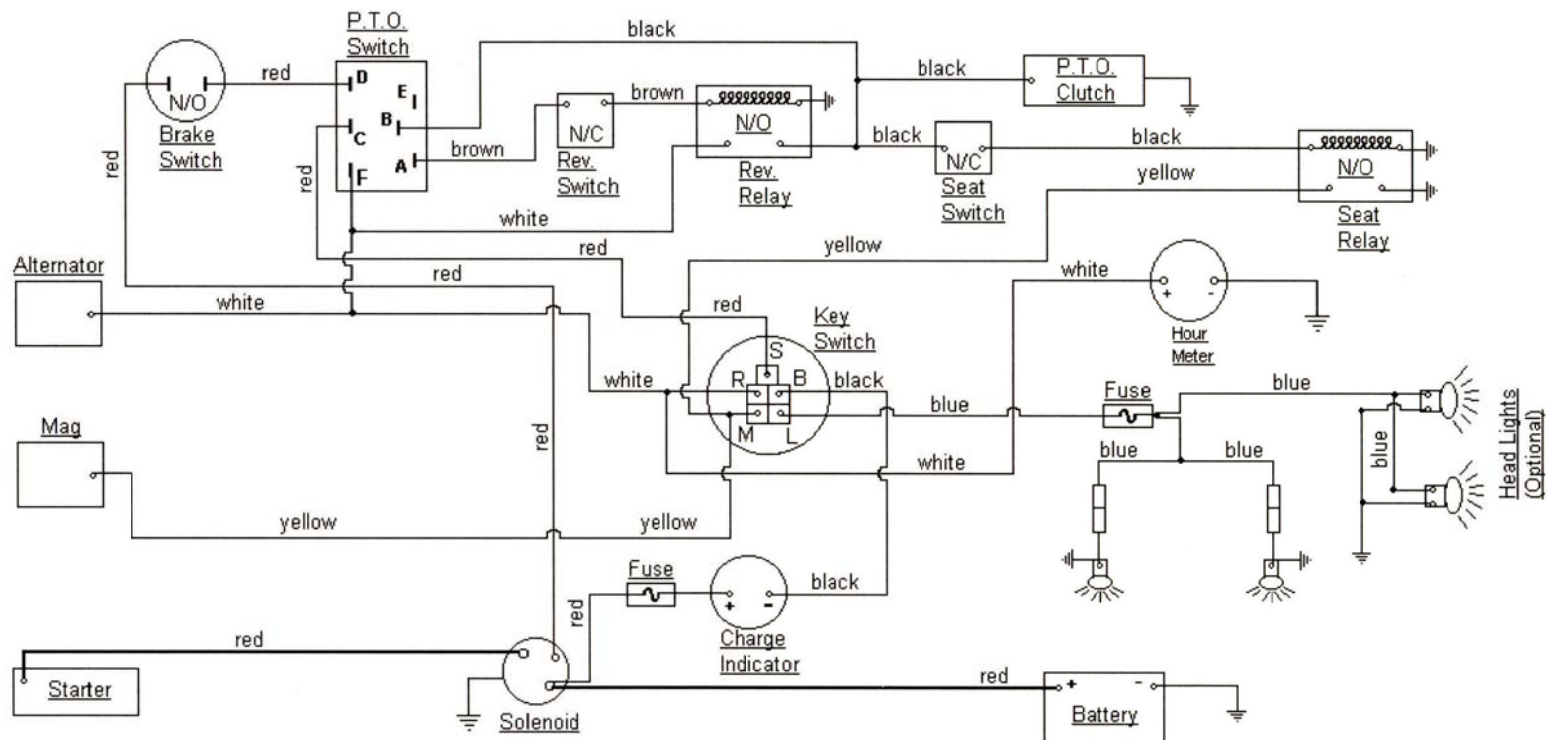 P.T.O.
Switch
black
red
D
E
B
C
A
F
N/O
Brake
Switch
brown
N/C
Rev.
Switch
brown
N/O
Rev.
Relay
black
P.T.O.
Clutch
black
N/C
Seat
Switch
black
yellow
N/O
Seat
Relay
red
red
white
red
red
yellow
white
Alternator
white
red
Key
Switch
S
R
B
M
L
Hour
Meter
+
-
white
black
blue
Fuse
blue
blue
blue
blue
Head Lights
(Optional)
white
Mag
red
yellow
yellow
Fuse
black
+
-
Charge
Indicator
red
red
Starter
Solenoid
red
+
-
Battery